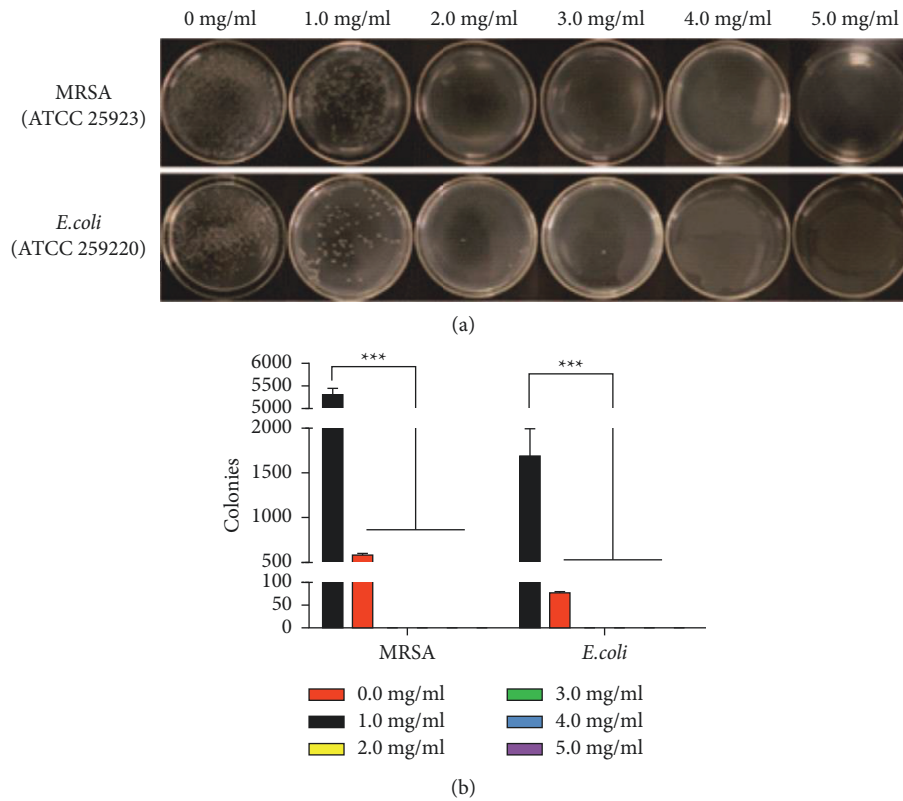 0 mg/ml 1.0 mg/ml 2.0 mg/ml 3.0 mg/ml 4.0 mg/ml 5.0 mg/ml
MRSA
(ATCC 25923)
E.coli
(ATCC 259220)
(a)
6000
5500
5000
2000
1500
1000
500
100
50
0
Colonies
***
***
MRSA E.coli
0.0 mg/ml 3.0 mg/ml
1.0 mg/ml 4.0 mg/ml
2.0 mg/ml 5.0 mg/ml
(b)